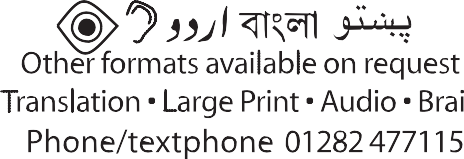 اردو বাংলা پښتو
Other formats available on request
Translation • Large Print • Audio • Brai
Phone/textphone 01282 477115